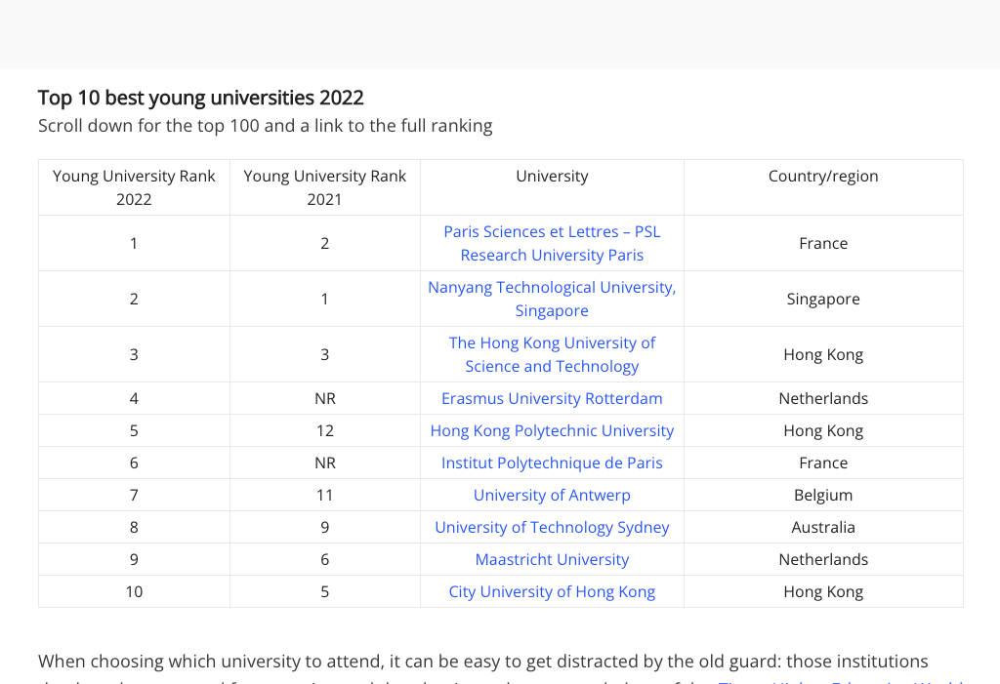 Top 10 best young universities 2022
Scroll down for the top 100 and a link to the full ranking
Young University Rank 2022 Young University Rank 2021 University Country/region
1 2 Paris Sciences et Lettres – PSL Research University Paris France
2 1 Nanyang Technological University, Singapore Singapore
3 3 The Hong Kong University of Science and Technology Hong Kong
4 NR Erasmus University Rotterdam Netherlands
5 12 Hong Kong Polytechnic University Hong Kong
6 NR Institut Polytechnique de Paris France
7 11 University of Antwerp Belgium
8 9 University of Technology Sydney Australia
9 6 Maastricht University Netherlands
10 5 City University of Hong Kong Hong Kong
When choosing which university to attend, it can be easy to get distracted by the old guard: those institutions